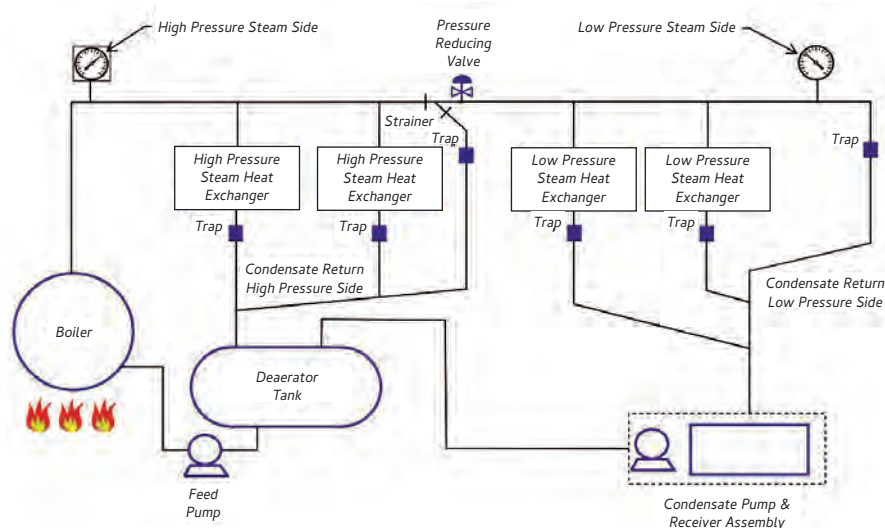 High Pressure Steam Side
Pressure
Reducing
Valve
Low Pressure Steam Side
Strainer
Trap
Trap
High Pressure
Steam Heat
Exchanger
High Pressure
Steam Heat
Exchanger
Low Pressure
Steam Heat
Exchanger
Low Pressure
Steam Heat
Exchanger
Trap
Trap
Trap
Trap
Condensate Return
High Pressure Side
Condensate Return
Low Pressure Side
Boiler
Deaerator
Tank
Feed
Pump
Condensate Pump &
Receiver Assembly